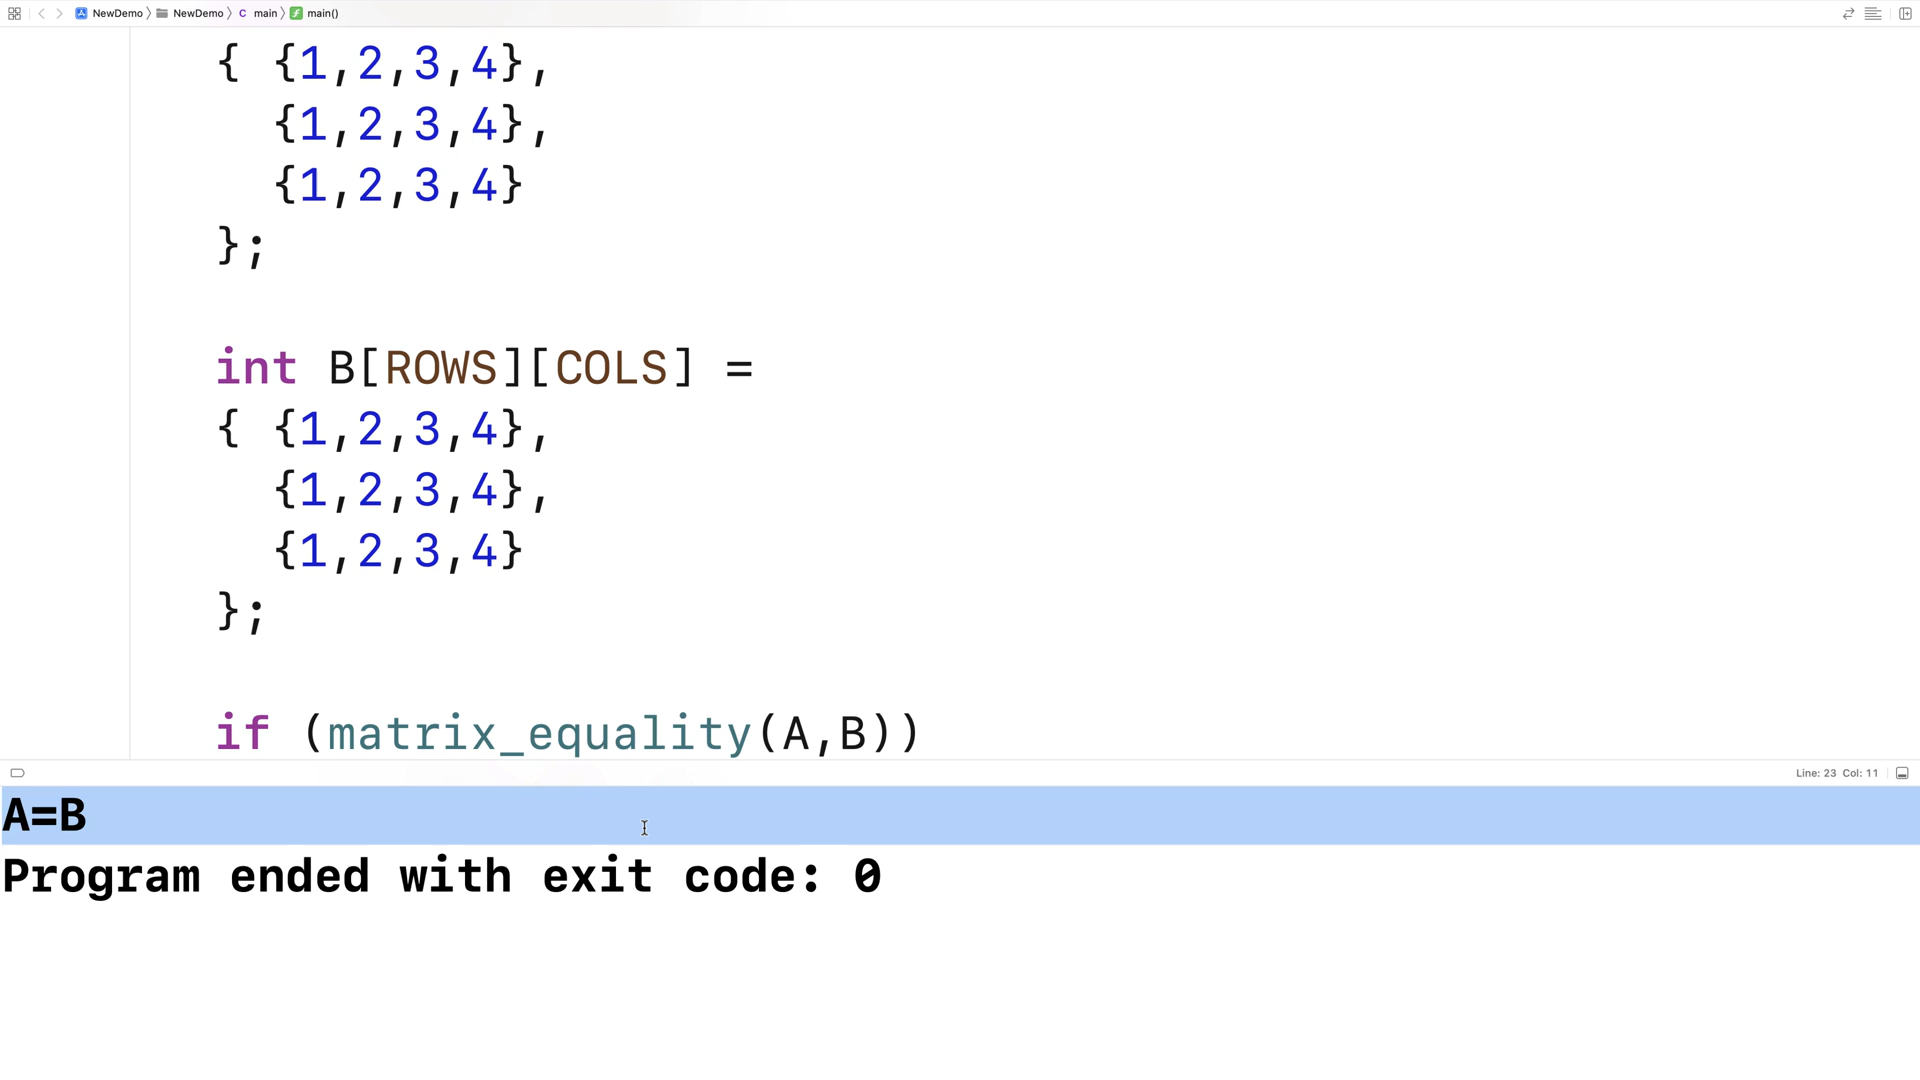 NewDemo NewDemo C main f main()
{ {1,2,3,4},
{1,2,3,4},
{1,2,3,4}
};
int B[ROWS][COLS] =
{ {1,2,3,4},
{1,2,3,4},
{1,2,3,4}
};
if (matrix_equality(A,B))
Line: 23 Col: 11
A=B
Program ended with exit code: 0